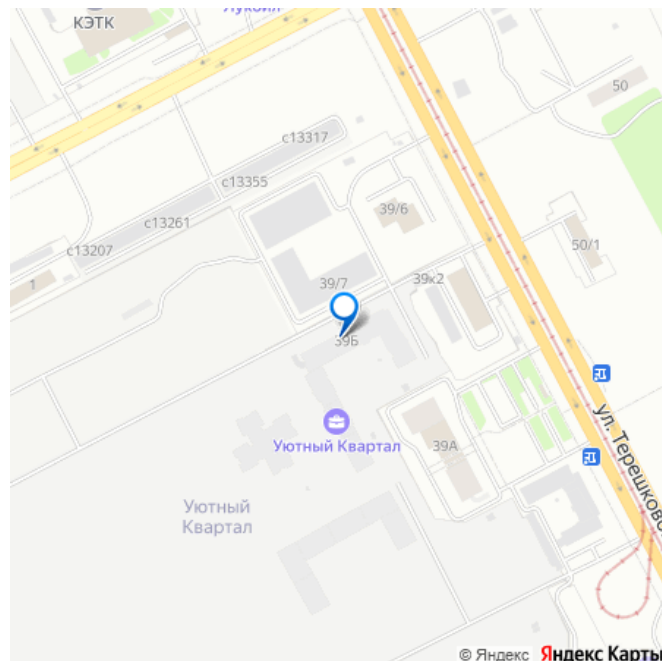 КЭТК
Лукойл
50
с13317
с13355
39/6
с13261
с13207
50/1
1
39/7
39к2
39Б
Уютный Квартал
39А
ул. Терешково
Уютный
Квартал
© Яндекс Яндекс Карты